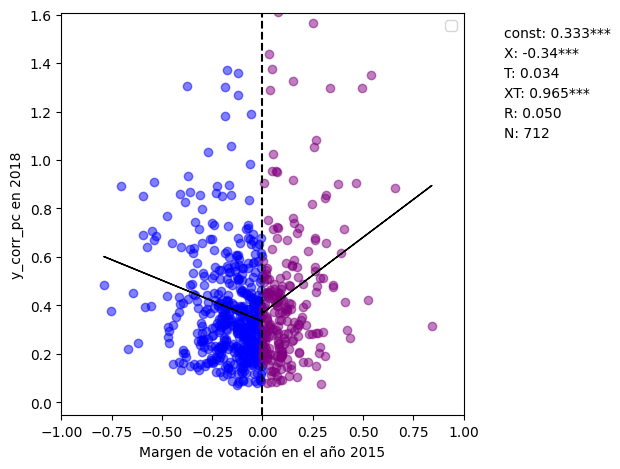 1.6
1.4
1.2
1.0
0.8
0.6
0.4
0.2
0.0
y_corr_pc en 2018
−1.00 −0.75 −0.50 −0.25 0.00 0.25 0.50 0.75 1.00
Margen de votación en el año 2015
const: 0.333***
X: -0.34***
T: 0.034
XT: 0.965***
R: 0.050
N: 712